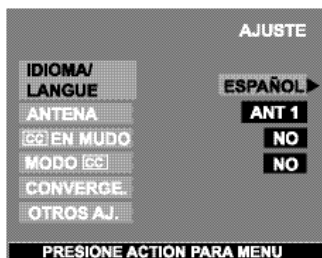 AJUSTE
IDIOMA/
LANGUE ESPAÑOL
ANTENA ANT 1
CC EN MUDO NO
MODO CC NO
CONVERGE.
OTROS AJ.
PRESIONE ACTION PARA MENU